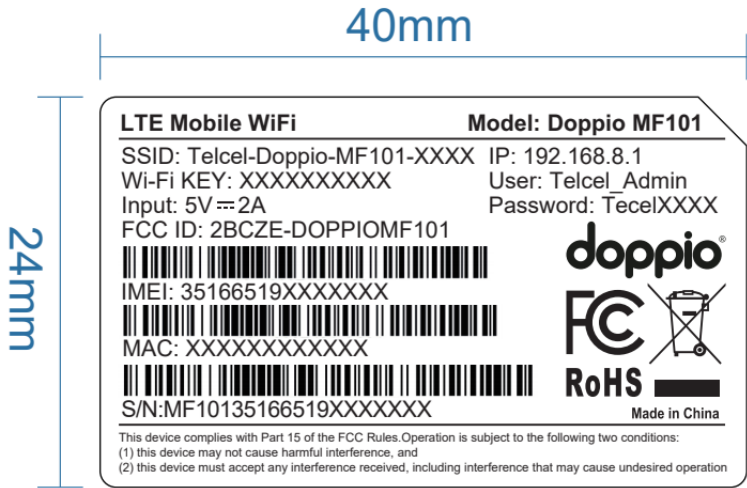 40mm
24mm
LTE Mobile WiFi Model: Doppio MF101
SSID: Telcel-Doppio-MF101-XXXX IP: 192.168.8.1
Wi-Fi KEY: XXXXXXXXXX User: Telcel_Admin
Input: 5V⎓2A Password: TecelXXXX
FCC ID: 2BCZE-DOPPIOMF101
doppio®
IMEI: 35166519XXXXXXX
FC
MAC: XXXXXXXXXXXX
RoHS
S/N:MF10135166519XXXXXXX
Made in China
This device complies with Part 15 of the FCC Rules.Operation is subject to the following two conditions:
(1) this device may not cause harmful interference, and
(2) this device must accept any interference received, including interference that may cause undesired operation